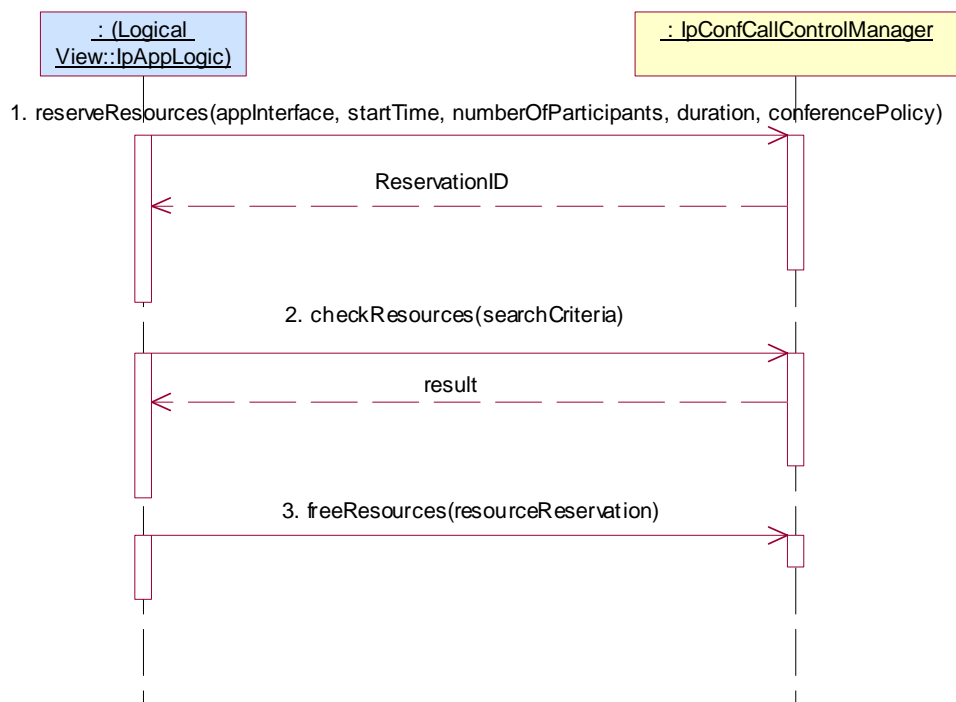 : (Logical
View::IpAppLogic)
: IpConfCallControlManager
1. reserveResources(appInterface, startTime, numberOfParticipants, duration, conferencePolicy)
ReservationID
2. checkResources(searchCriteria)
result
3. freeResources(resourceReservation)